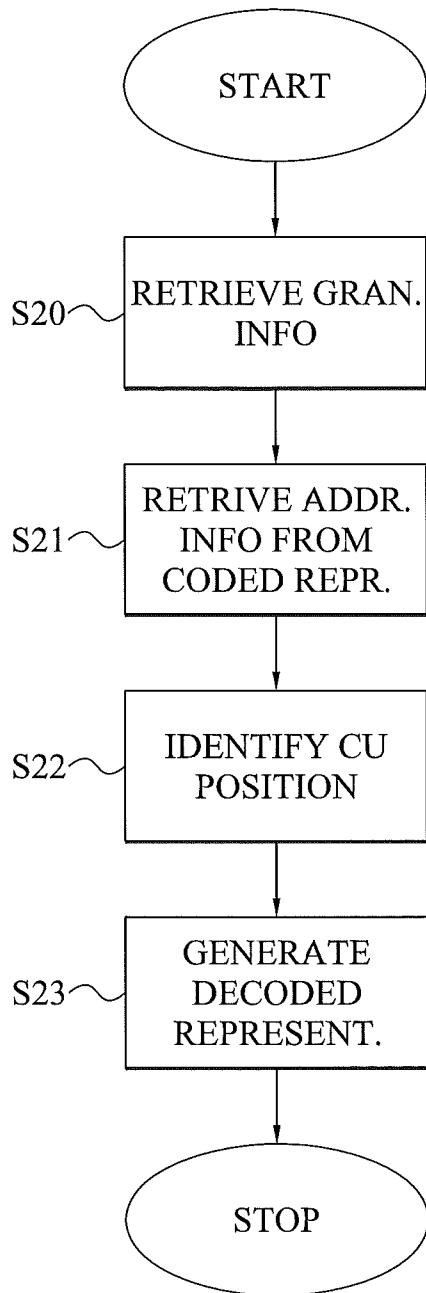 START
S20
RETRIEVE GRAN.
INFO
S21
RETRIVE ADDR.
INFO FROM
CODED REPR.
S22
IDENTIFY CU
POSITION
S23
GENERATE
DECODED
REPRESENT.
STOP